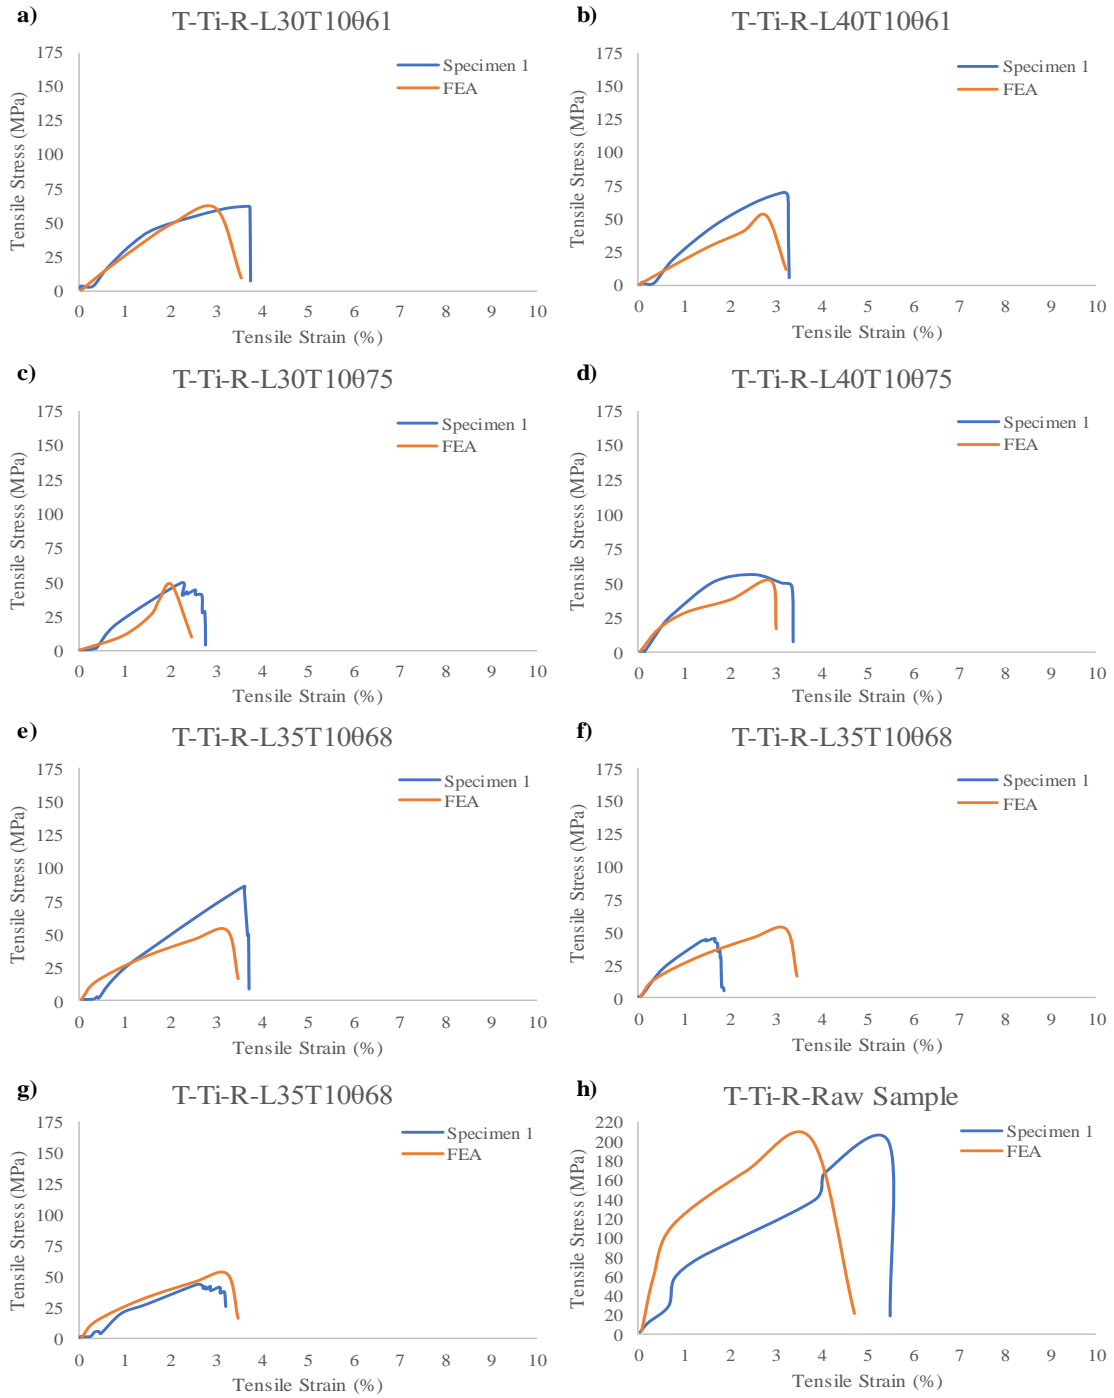 a)
T-Ti-R-L30T10θ61
Tensile Stress (MPa)
175
150
125
100
75
50
25
0
Specimen 1
FEA
0 1 2 3 4 5 6 7 8 9 10
Tensile Strain (%)
b)
T-Ti-R-L40T10θ61
Tensile Stress (MPa)
175
150
125
100
75
50
25
0
Specimen 1
FEA
0 1 2 3 4 5 6 7 8 9 10
Tensile Strain (%)
c)
T-Ti-R-L30T10θ75
Tensile Stress (MPa)
175
150
125
100
75
50
25
0
Specimen 1
FEA
0 1 2 3 4 5 6 7 8 9 10
Tensile Strain (%)
d)
T-Ti-R-L40T10θ75
Tensile Stress (MPa)
175
150
125
100
75
50
25
0
Specimen 1
FEA
0 1 2 3 4 5 6 7 8 9 10
Tensile Strain (%)
e)
T-Ti-R-L35T10θ68
Tensile Stress (MPa)
175
150
125
100
75
50
25
0
Specimen 1
FEA
0 1 2 3 4 5 6 7 8 9 10
Tensile Strain (%)
f)
T-Ti-R-L35T10θ68
Tensile Stress (MPa)
175
150
125
100
75
50
25
0
Specimen 1
FEA
0 1 2 3 4 5 6 7 8 9 10
Tensile Strain (%)
g)
T-Ti-R-L35T10θ68
Tensile Stress (MPa)
175
150
125
100
75
50
25
0
Specimen 1
FEA
0 1 2 3 4 5 6 7 8 9 10
Tensile Strain (%)
h)
T-Ti-R-Raw Sample
Tensile Stress (MPa)
220
200
180
160
140
120
100
80
60
40
20
0
Specimen 1
FEA
0 1 2 3 4 5 6 7 8 9 10
Tensile Strain (%)